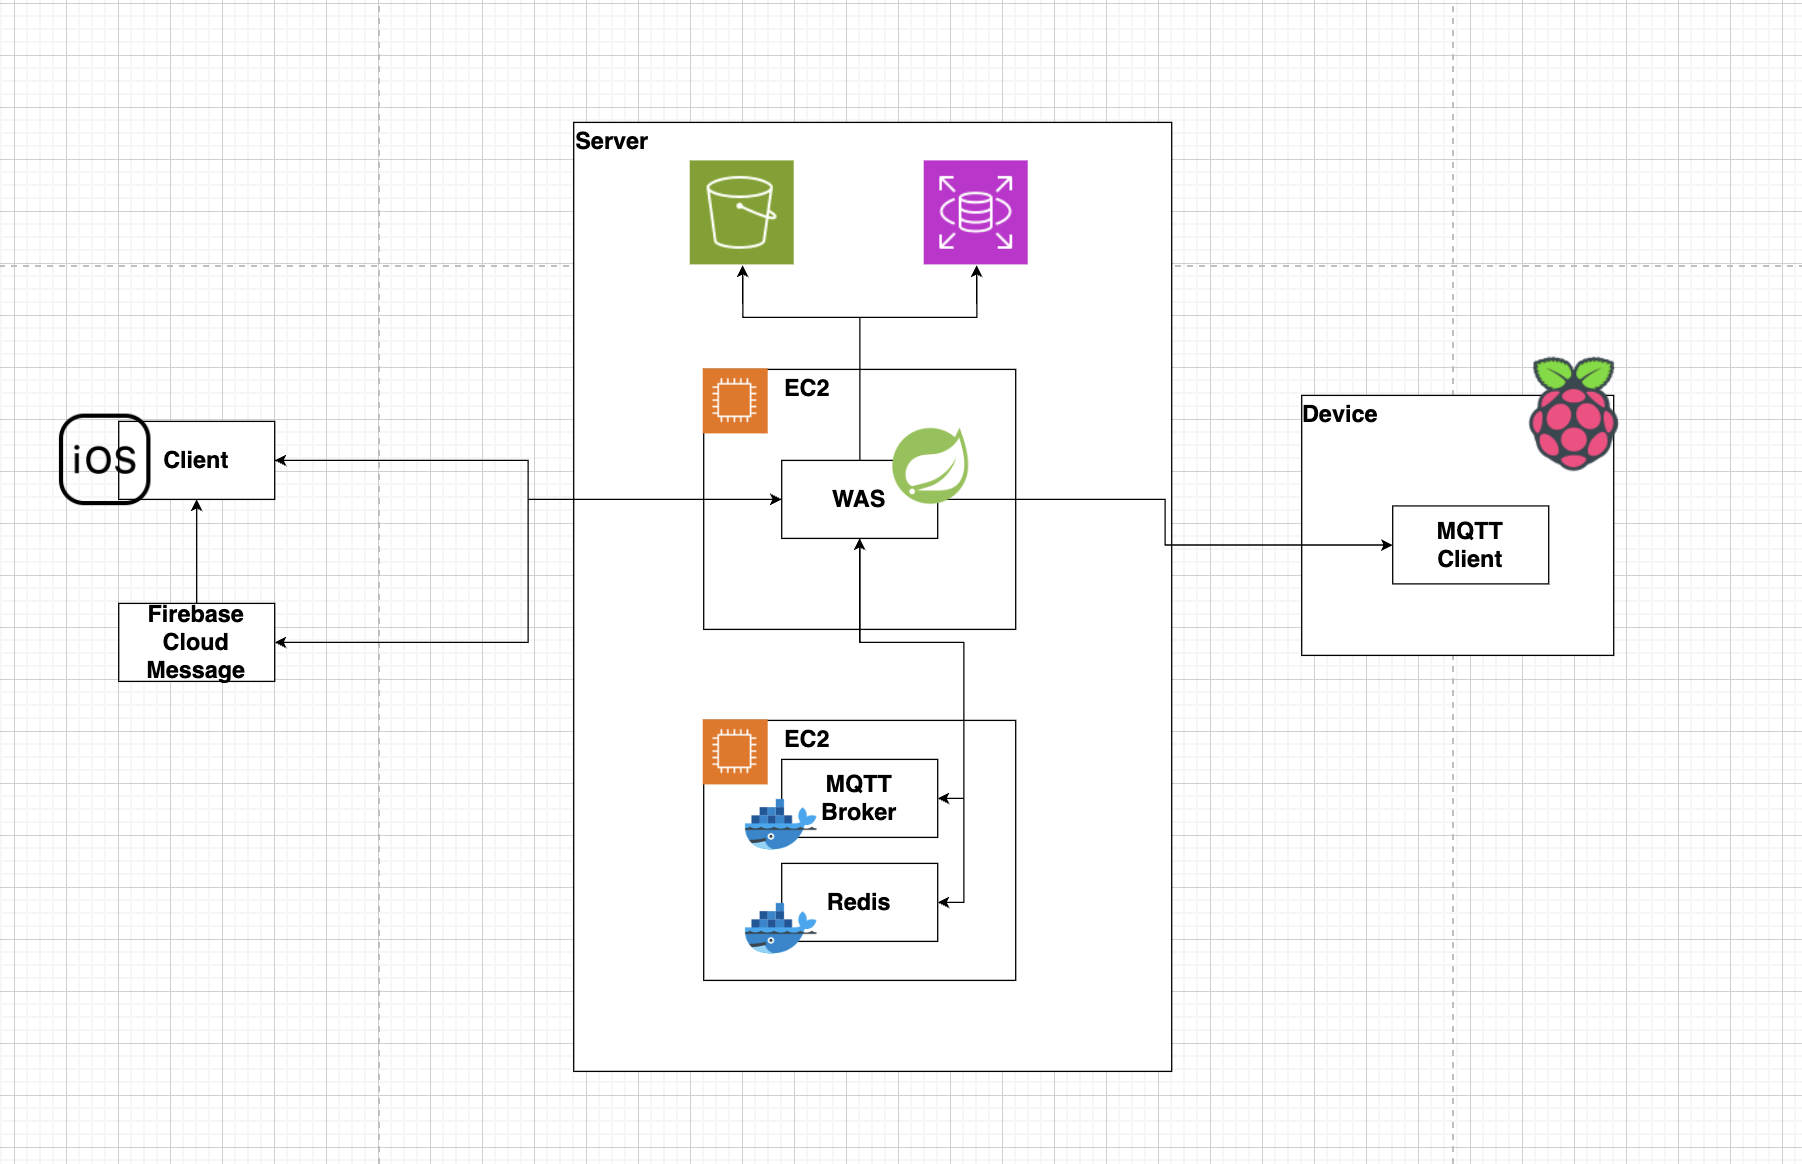 Server
EC2
WAS
iOS
Client
Firebase
Cloud
Message
Device
MQTT
Client
EC2
MQTT
Broker
Redis